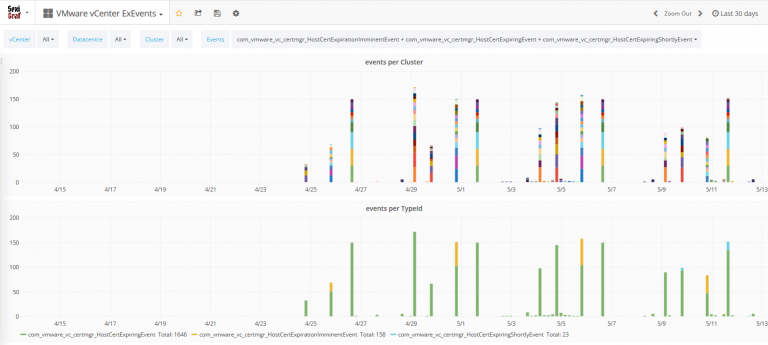 Sexi
Graf
VMware vCenter ExEvents
Zoom Out
Last 30 days
vCenter All Datacentre All Cluster All Events com_vmware_vc_certmgr_HostCertExpirationImminentEvent + com_vmware_vc_certmgr_HostCertExpiringEvent + com_vmware_vc_certmgr_HostCertExpiringShortlyEvent
events per Cluster
200
150
100
50
0
4/15 4/17 4/19 4/21 4/23 4/25 4/27 4/29 5/1 5/3 5/5 5/7 5/9 5/11 5/13
events per TypeId
200
150
100
50
0
4/15 4/17 4/19 4/21 4/23 4/25 4/27 4/29 5/1 5/3 5/5 5/7 5/9 5/11 5/13
com_vmware_vc_certmgr_HostCertExpiringEvent Total: 1646 com_vmware_vc_certmgr_HostCertExpirationImminentEvent Total: 158 com_vmware_vc_certmgr_HostCertExpiringShortlyEvent Total: 23